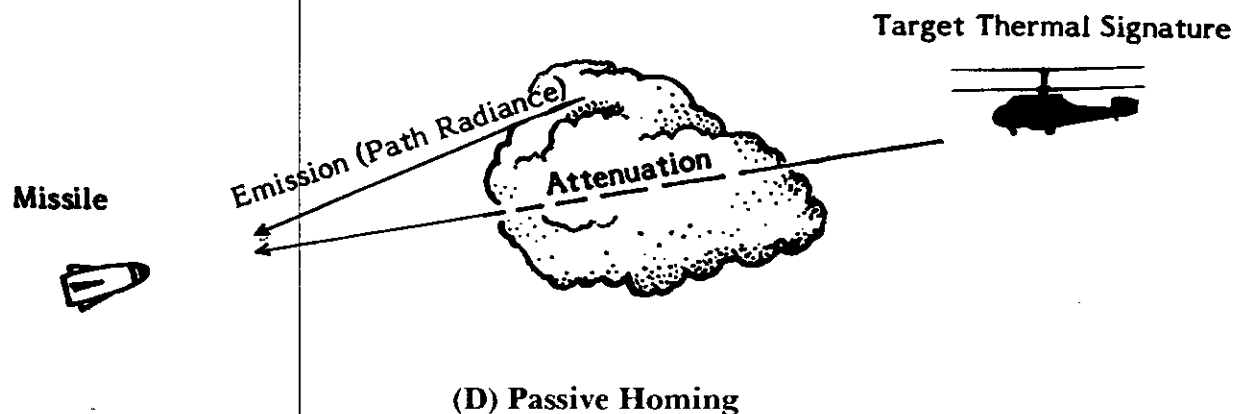 Target Thermal Signature
Emission (Path Radiance)
Attenuation
Missile
(D) Passive Homing